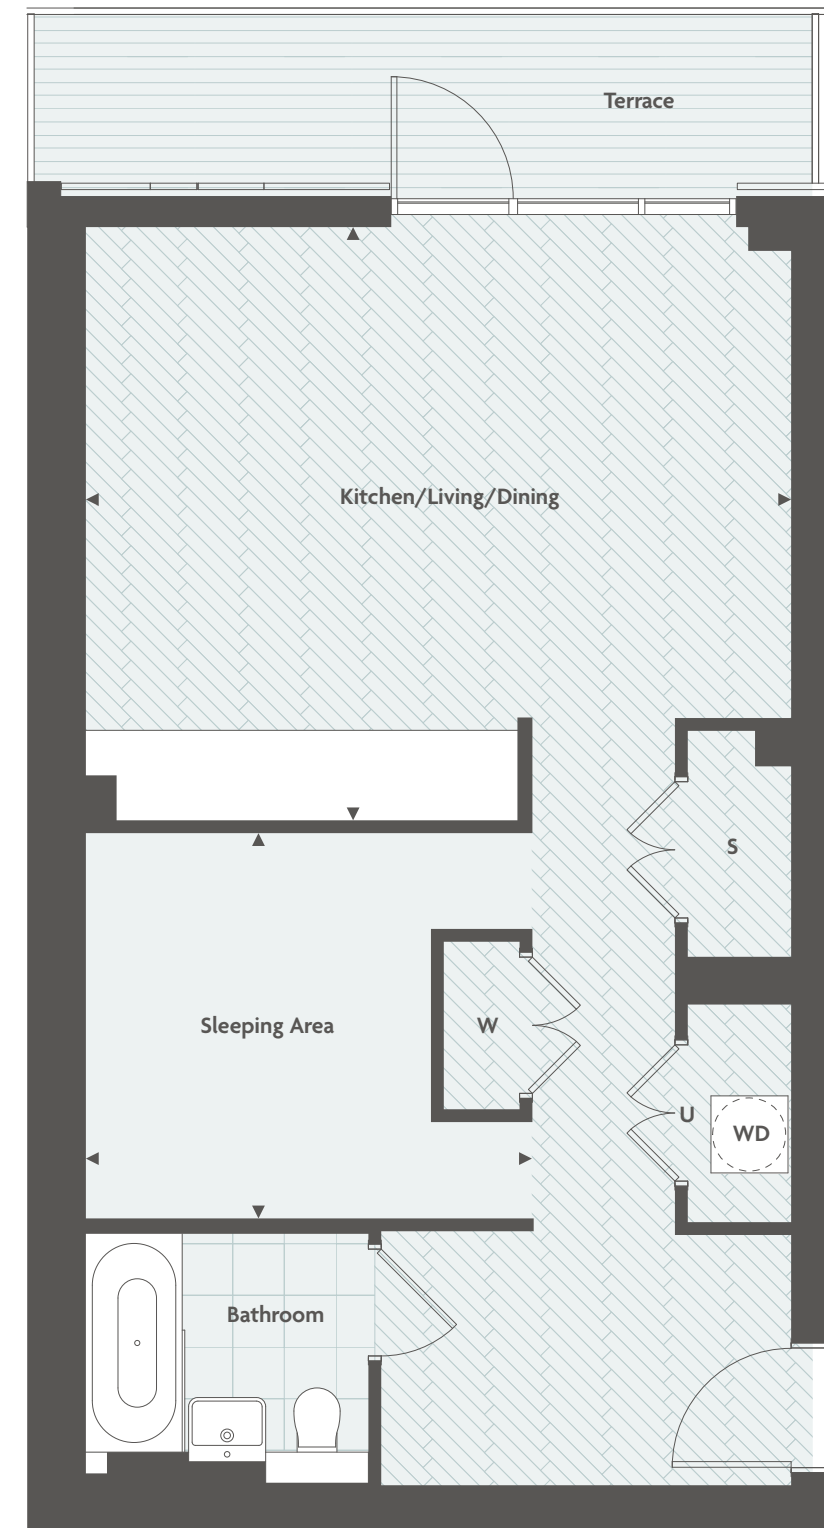 Terrace
Kitchen/Living/Dining
S
Sleeping Area
W
U
WD
Bathroom